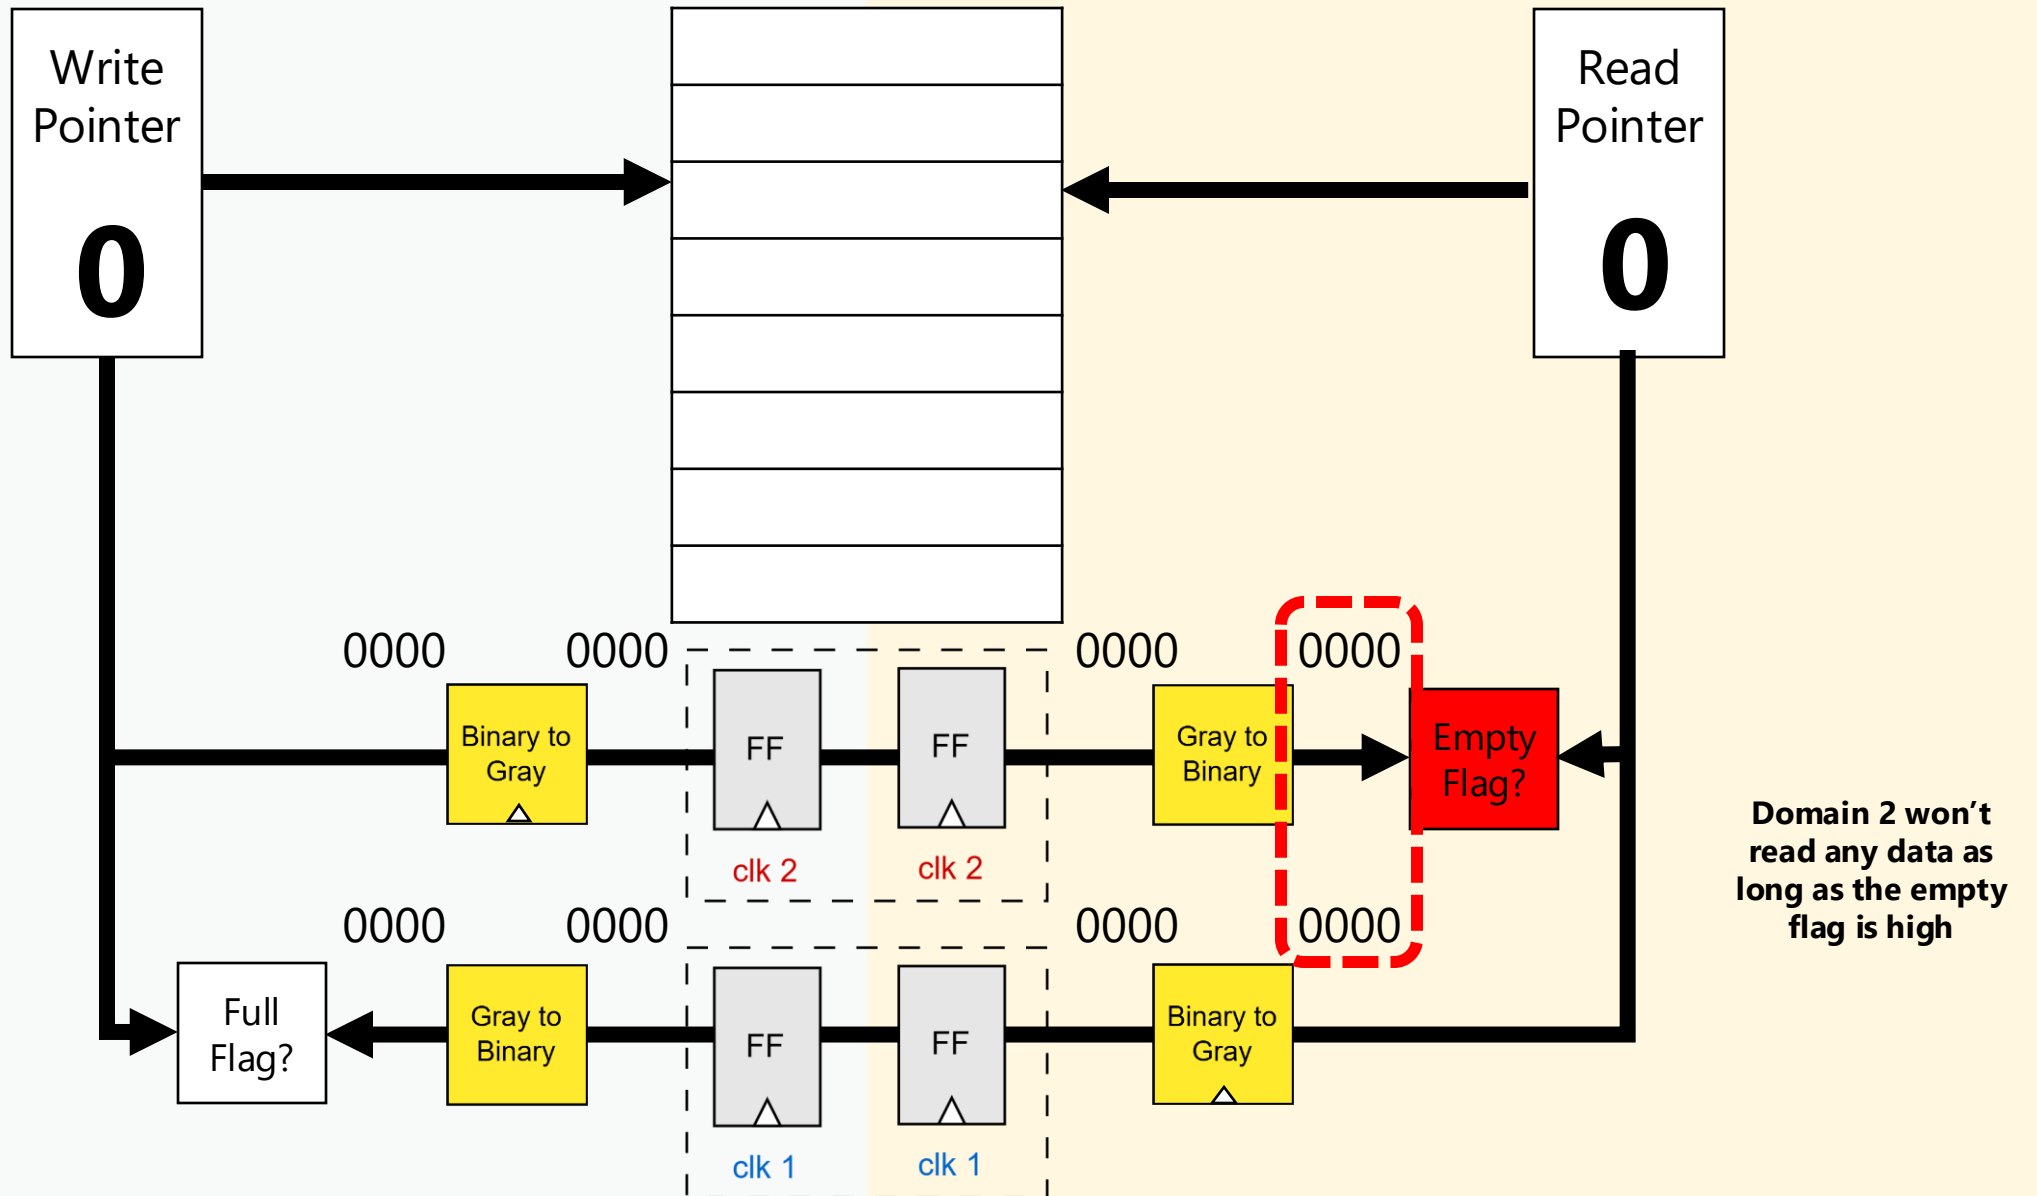 Write
Pointer
0
Read
Pointer
0
0000
0000
0000
0000
Binary to
Gray
FF
FF
Gray to
Binary
Empty
Flag?
clk 2
clk 2
Domain 2 won’t
read any data as
long as the empty
flag is high
0000
0000
0000
0000
Full
Flag?
Gray to
Binary
FF
FF
Binary to
Gray
clk 1
clk 1